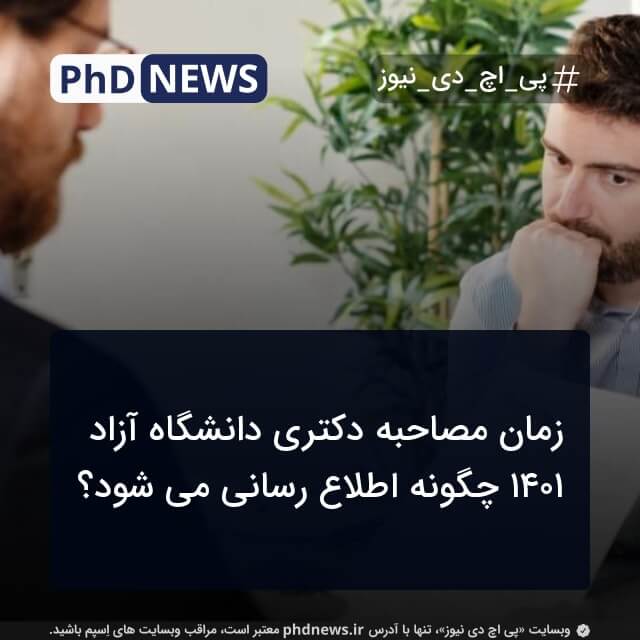 PhD NEWS
#پی_اچ_دی_نیوز
زمان مصاحبه دکتری دانشگاه آزاد
۱۴۰۱ چگونه اطلاع رسانی می شود؟
وبسایت «پی اچ دی نیوز»، تنها با آدرس phdnews.ir معتبر است، مراقب وبسایت های اِسپم باشید.